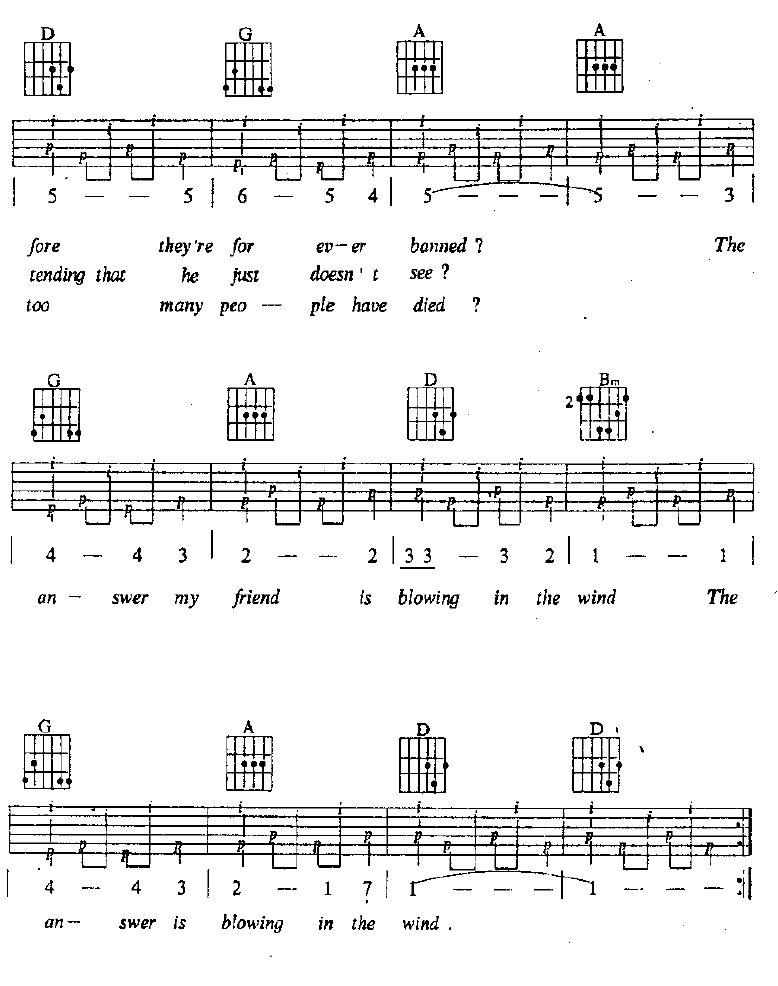 D G A A
p i p i p i p p i p i p i p p i p i p i p p i p i p i p
| 5 — — 5 | 6 — 5 4 | 5 — — — | 5 — — 3 |
fore they're for ev-er banned ? The
tending that he just doesn't see ?
too many peo — ple have died ?
G A D Bm
2
p i p i p i p p i p i p i p p i p i p i p p i p i p i p
| 4 — 4 3 | 2 — — 2 | 3 3 — 3 2 | 1 — — 1 |
an - swer my friend is blowing in the wind The
G A D D
p i p i p i p p i p i p i p p i p i p i p p i p i p i p
| 4 — 4 3 | 2 — 1 7 | 1 — — — | 1 — — — :|
an- swer is blowing in the wind .